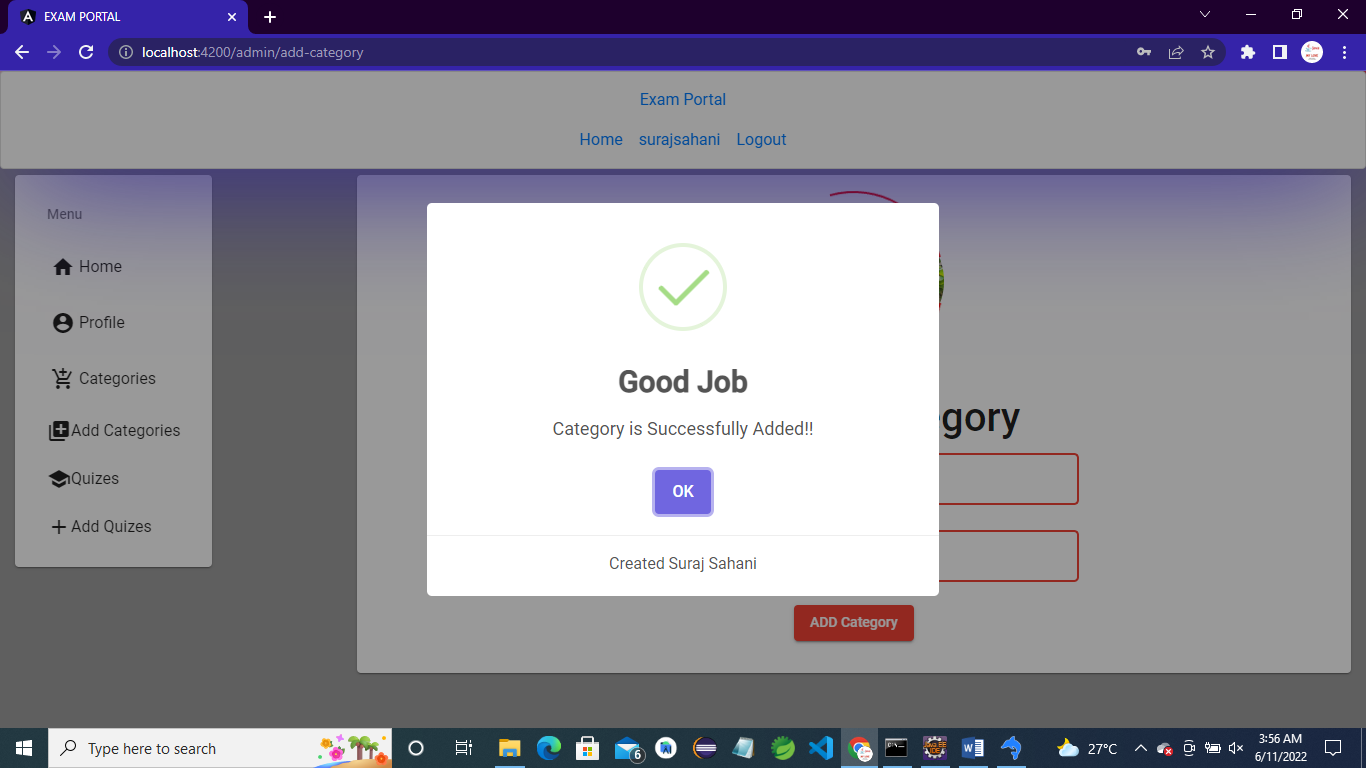 EXAM PORTAL
localhost:4200/admin/add-category
Exam Portal
Home surajsahani Logout
Menu
Home
Profile
Categories
Add Categories
Quizes
Add Quizes
Good Job
Category is Successfully Added!!
OK
Created Suraj Sahani
gory
ADD Category
Type here to search
6
27°C
3:56 AM
6/11/2022